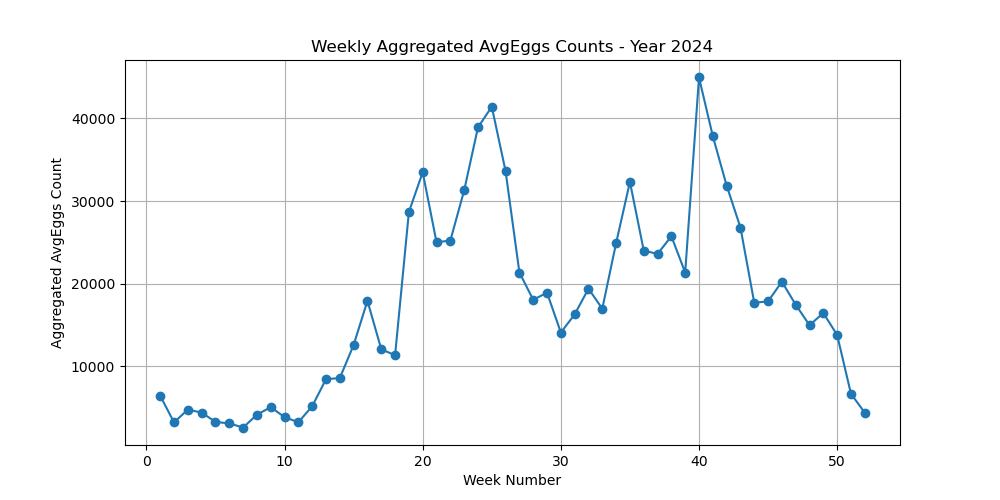 Weekly Aggregated AvgEggs Counts - Year 2024
Aggregated AvgEggs Count
40000
30000
20000
10000
0 10 20 30 40 50
Week Number